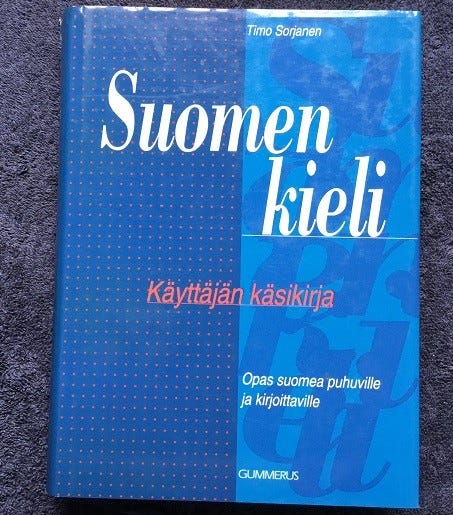 Timo Sorjanen
Suomen
kieli
Käyttäjän käsikirja
Opas suomea puhuville
ja kirjoittaville
GUMMERUS